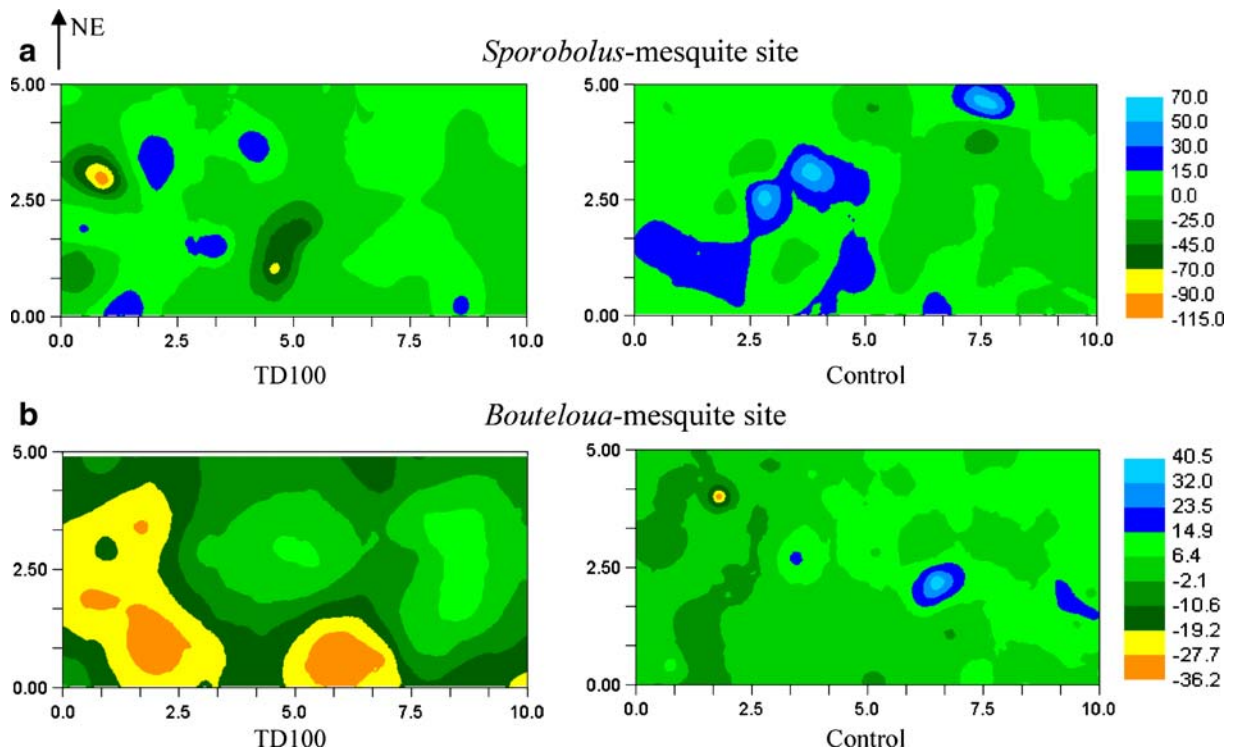 NE
a
Sporobolus-mesquite site
5.00
2.50
0.00
0.0 2.5 5.0 7.5 10.0
TD100
5.00
2.50
0.00
0.0 2.5 5.0 7.5 10.0
Control
70.0
50.0
30.0
15.0
0.0
-25.0
-45.0
-70.0
-90.0
-115.0
b
Bouteloua-mesquite site
5.00
2.50
0.00
0.0 2.5 5.0 7.5 10.0
TD100
5.00
2.50
0.00
0.0 2.5 5.0 7.5 10.0
Control
40.5
32.0
23.5
14.9
6.4
-2.1
-10.6
-19.2
-27.7
-36.2